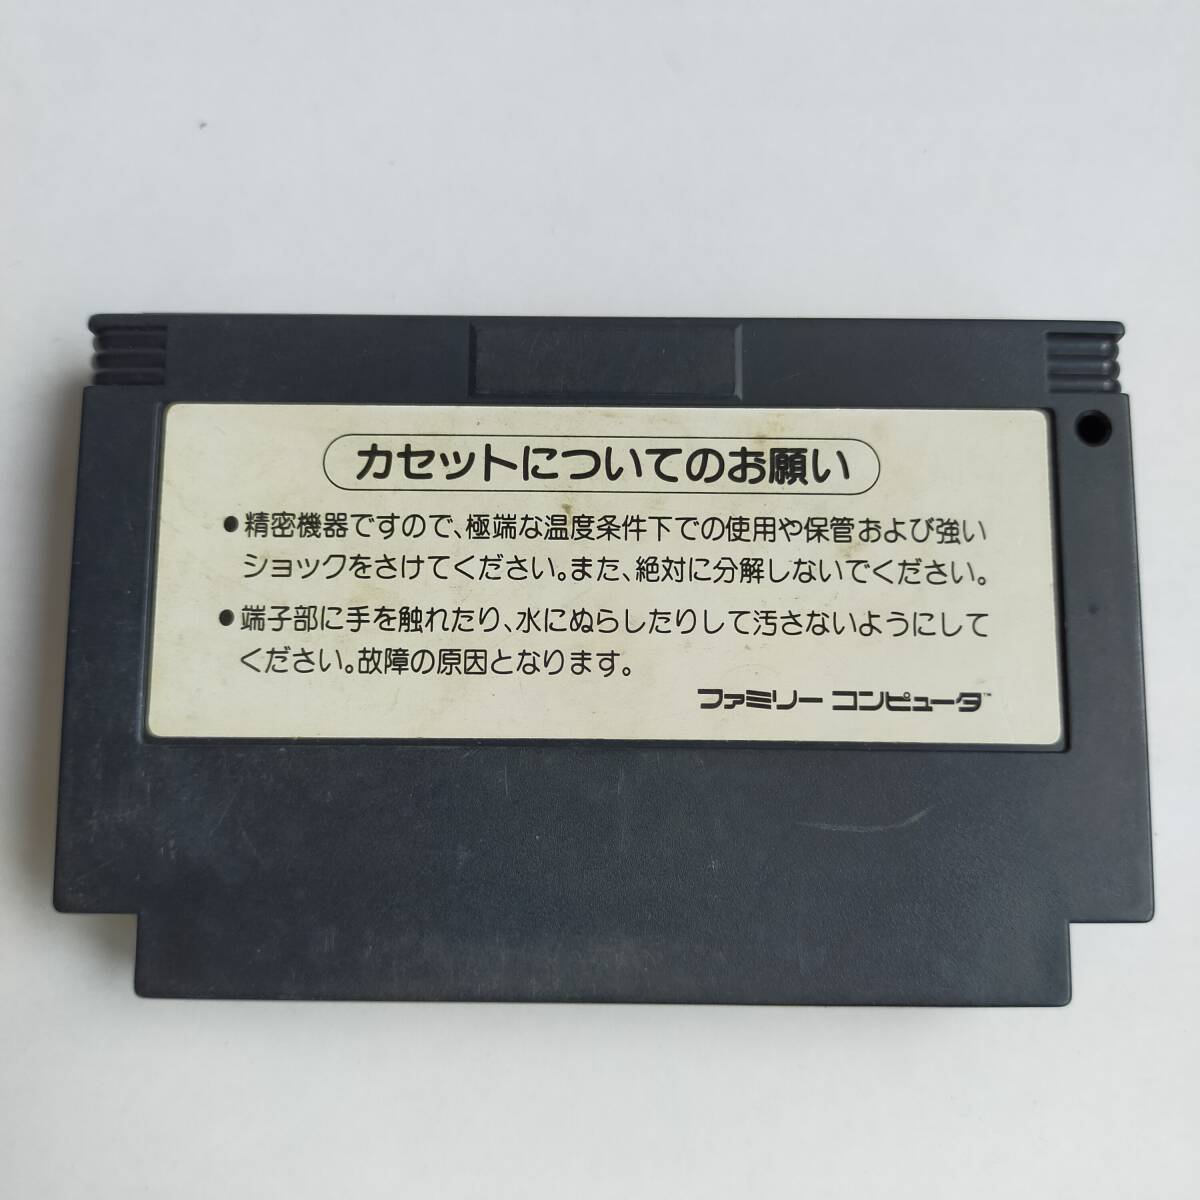 カセットについてのお願い
●精密機器ですので、極端な温度条件下での使用や保管および強い
ショックをさけてください。また、絶対に分解しないでください。
●端子部に手を触れたり、水にぬらしたりして汚さないようにして
ください。故障の原因となります。
ファミリー コンピュータ™